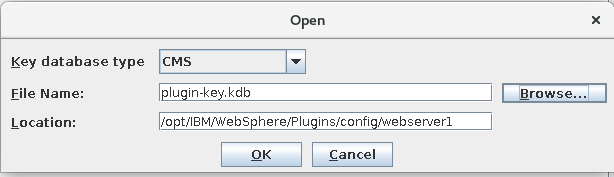 Open
Key database type CMS
File Name: plugin-key.kdb Browse...
Location: /opt/IBM/WebSphere/Plugins/config/webserver1
OK Cancel